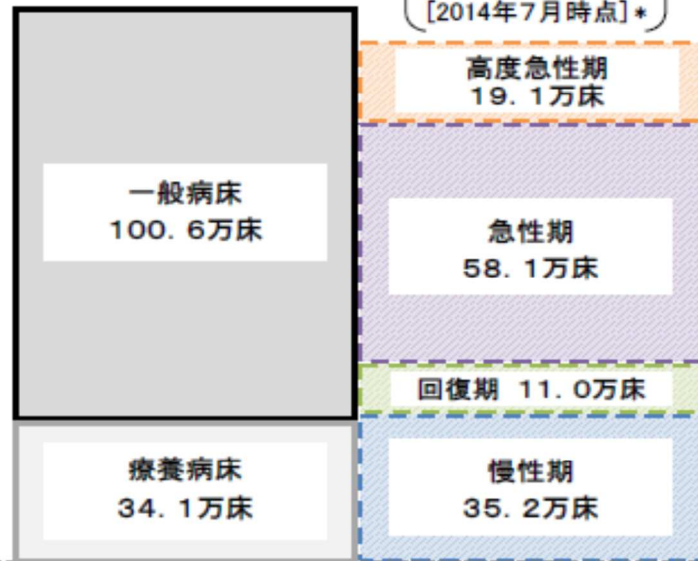 [2014年7月時点]*
高度急性期
19.1万床
一般病床
100.6万床
急性期
58.1万床
回復期 11.0万床
療養病床
34.1万床
慢性期
35.2万床